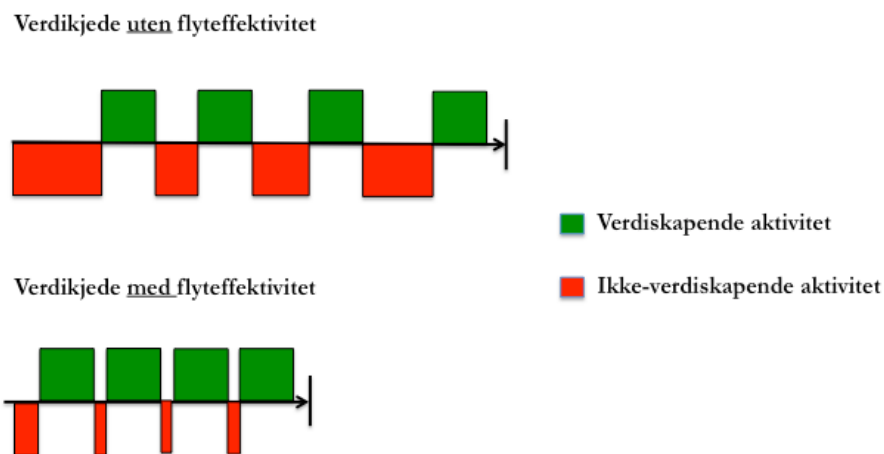 Verdikjede uten flyteffektivitet
Verdiskapende aktivitet
Ikke-verdiskapende aktivitet
Verdikjede med flyteffektivitet